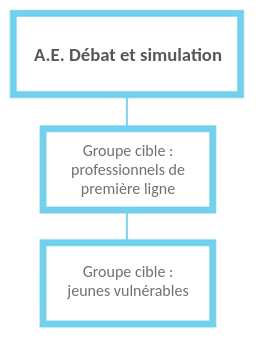 A.E. Débat et simulation
Groupe cible :
professionnels de
première ligne
Groupe cible :
jeunes vulnérables